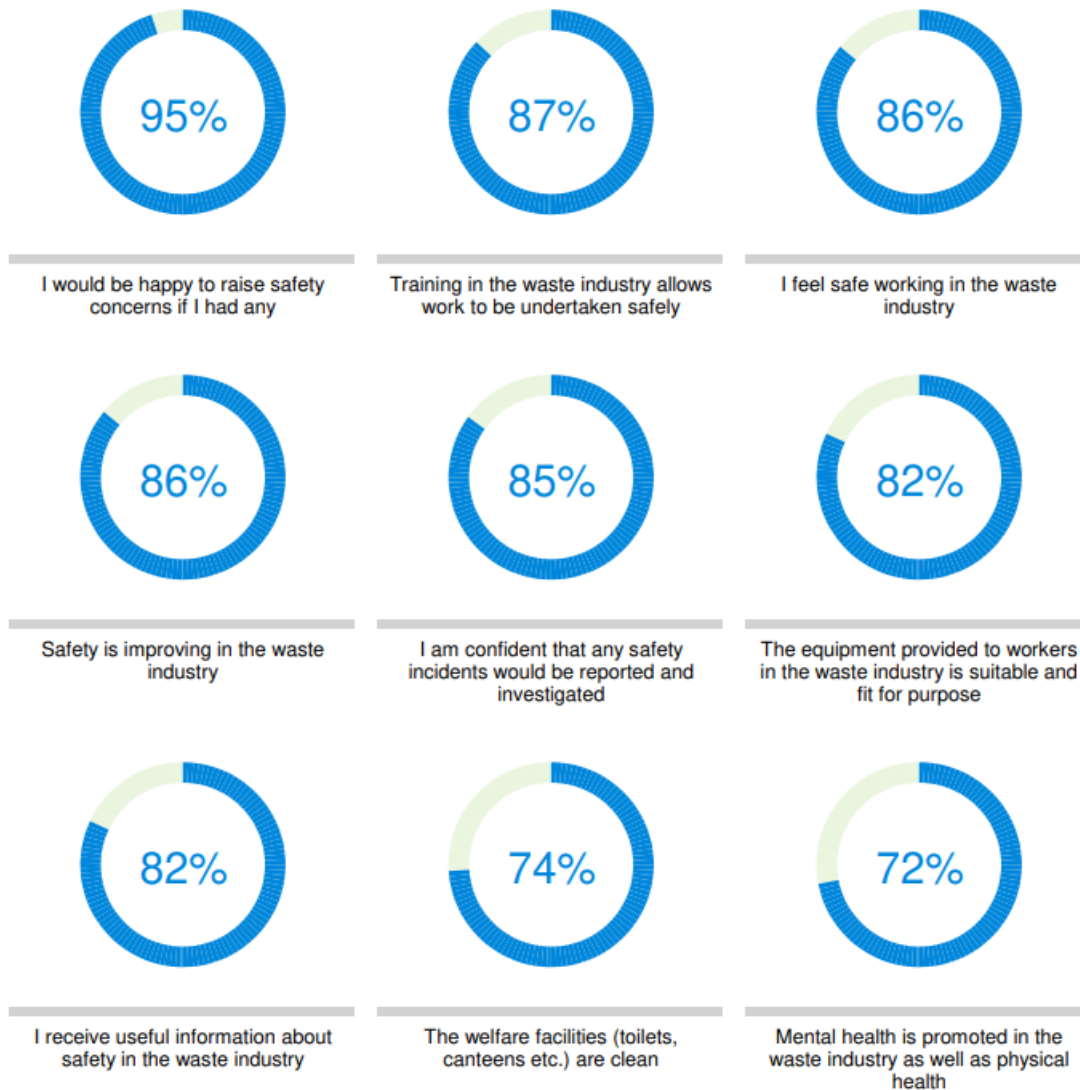 95%
87%
86%
I would be happy to raise safety
concerns if I had any
Training in the waste industry allows
work to be undertaken safely
I feel safe working in the waste
industry
86%
85%
82%
Safety is improving in the waste
industry
I am confident that any safety
incidents would be reported and
investigated
The equipment provided to workers
in the waste industry is suitable and
fit for purpose
82%
74%
72%
I receive useful information about
safety in the waste industry
The welfare facilities (toilets,
canteens etc.) are clean
Mental health is promoted in the
waste industry as well as physical
health